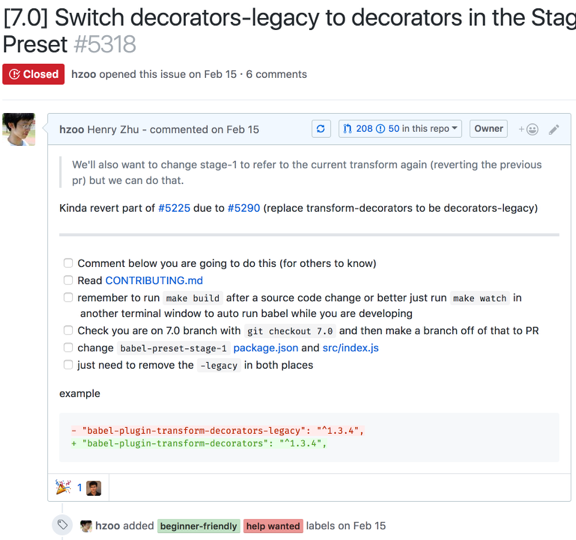 [7.0] Switch decorators-legacy to decorators in the Stag
Preset #5318
Closed hzoo opened this issue on Feb 15 · 6 comments
hzoo Henry Zhu - commented on Feb 15 208 50 in this repo Owner
We'll also want to change stage-1 to refer to the current transform again (reverting the previous
pr) but we can do that.
Kinda revert part of #5225 due to #5290 (replace transform-decorators to be decorators-legacy)
Comment below you are going to do this (for others to know)
Read CONTRIBUTING.md
remember to run make build after a source code change or better just run make watch in
another terminal window to auto run babel while you are developing
Check you are on 7.0 branch with git checkout 7.0 and then make a branch off of that to PR
change babel-preset-stage-1 package.json and src/index.js
just need to remove the -legacy in both places
example
- "babel-plugin-transform-decorators-legacy": "^1.3.4",
+ "babel-plugin-transform-decorators": "^1.3.4",
1
hzoo added beginner-friendly help wanted labels on Feb 15